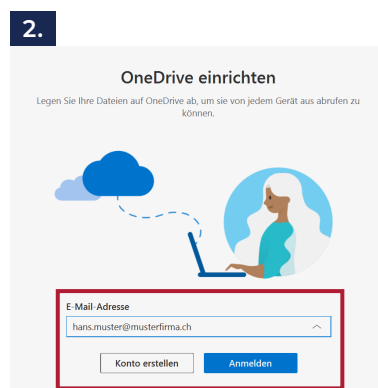 2.
OneDrive einrichten
Legen Sie Ihre Dateien auf OneDrive ab, um sie von jedem Gerät aus abrufen zu
können.
E-Mail-Adresse
hans.muster@musterfirma.ch
Konto erstellen
Anmelden